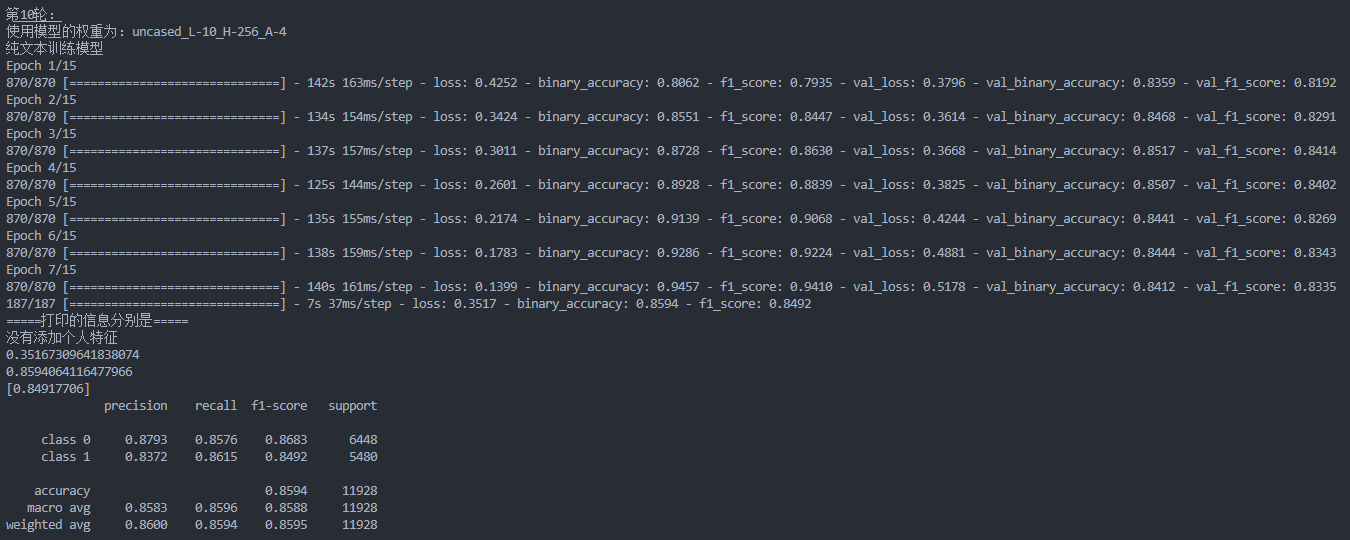 第10轮：
使用模型的权重为：uncased_L-10_H-256_A-4
纯文本训练模型
Epoch 1/15
870/870 [==============================] - 142s 163ms/step - loss: 0.4252 - binary_accuracy: 0.8062 - f1_score: 0.7935 - val_loss: 0.3796 - val_binary_accuracy: 0.8359 - val_f1_score: 0.8192
Epoch 2/15
870/870 [==============================] - 134s 154ms/step - loss: 0.3424 - binary_accuracy: 0.8551 - f1_score: 0.8447 - val_loss: 0.3614 - val_binary_accuracy: 0.8468 - val_f1_score: 0.8291
Epoch 3/15
870/870 [==============================] - 137s 157ms/step - loss: 0.3011 - binary_accuracy: 0.8728 - f1_score: 0.8630 - val_loss: 0.3668 - val_binary_accuracy: 0.8517 - val_f1_score: 0.8414
Epoch 4/15
870/870 [==============================] - 125s 144ms/step - loss: 0.2601 - binary_accuracy: 0.8928 - f1_score: 0.8839 - val_loss: 0.3825 - val_binary_accuracy: 0.8507 - val_f1_score: 0.8402
Epoch 5/15
870/870 [==============================] - 135s 155ms/step - loss: 0.2174 - binary_accuracy: 0.9139 - f1_score: 0.9068 - val_loss: 0.4244 - val_binary_accuracy: 0.8441 - val_f1_score: 0.8269
Epoch 6/15
870/870 [==============================] - 138s 159ms/step - loss: 0.1783 - binary_accuracy: 0.9286 - f1_score: 0.9224 - val_loss: 0.4881 - val_binary_accuracy: 0.8444 - val_f1_score: 0.8343
Epoch 7/15
870/870 [==============================] - 140s 161ms/step - loss: 0.1399 - binary_accuracy: 0.9457 - f1_score: 0.9410 - val_loss: 0.5178 - val_binary_accuracy: 0.8412 - val_f1_score: 0.8335
187/187 [==============================] - 7s 37ms/step - loss: 0.3517 - binary_accuracy: 0.8594 - f1_score: 0.8492
=====打印的信息分别是=====
没有添加个人特征
0.35167309641838074
0.8594064116477966
[0.84917706]
precision recall f1-score support
class 0 0.8793 0.8576 0.8683 6448
class 1 0.8372 0.8615 0.8492 5480
accuracy 0.8594 11928
macro avg 0.8583 0.8596 0.8588 11928
weighted avg 0.8600 0.8594 0.8595 11928